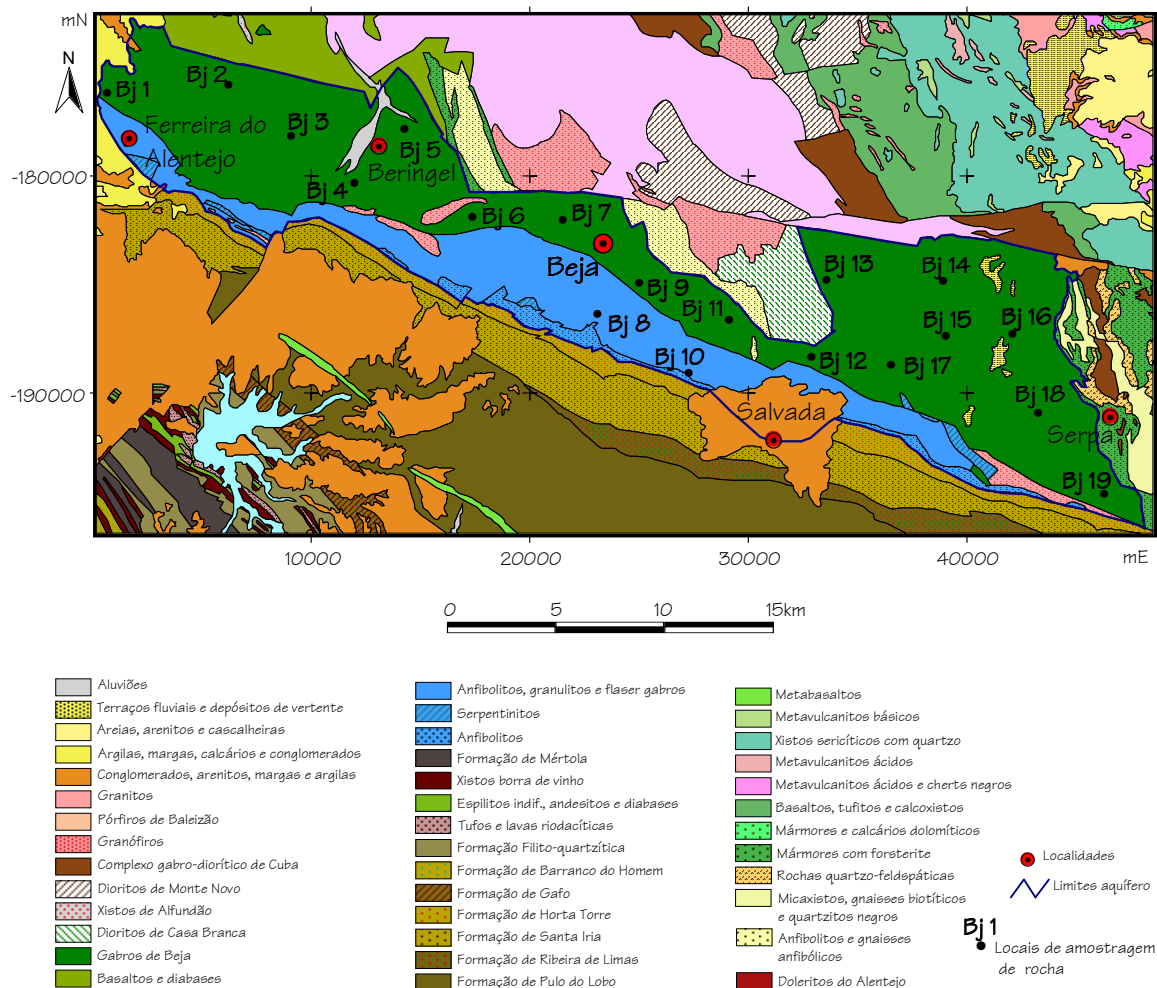 mN
N
Bj 1
Bj 2
Ferreira do
Alentejo
Bj 3
Bj 5
Beringel
-180000
Bj 4
Bj 6
Bj 7
Beja
Bj 13
Bj 14
Bj 9
Bj 11
Bj 8
Bj 15
Bj 16
Bj 10
Bj 12
Bj 17
-190000
Salvada
Bj 18
Serpa
Bj 19
10000
20000
30000
40000
mE
0
5
10
15km
Aluviões
Terraços fluviais e depósitos de vertente
Areias, arenitos e cascalheiras
Argilas, margas, calcários e conglomerados
Conglomerados, arenitos, margas e argilas
Granitos
Pórfiros de Baleizão
Granófiros
Complexo gabro-diorítico de Cuba
Dioritos de Monte Novo
Xistos de Alfundão
Dioritos de Casa Branca
Gabros de Beja
Basaltos e diabases
Anfibolitos, granulitos e flaser gabros
Serpentinitos
Anfibolitos
Formação de Mértola
Xistos borra de vinho
Espilitos indif., andesitos e diabases
Tufos e lavas riodacíticas
Formação Filito-quartzítica
Formação de Barranco do Homem
Formação de Gafo
Formação de Horta Torre
Formação de Santa Iria
Formação de Ribeira de Limas
Formação de Pulo do Lobo
Metabasaltos
Metavulcanitos básicos
Xistos sericíticos com quartzo
Metavulcanitos ácidos
Metavulcanitos ácidos e cherts negros
Basaltos, tufitos e calcoxistos
Mármores e calcários dolomíticos
Mármores com forsterite
Rochas quartzo-feldspáticas
Micaxistos, gnaisses biotíticos
e quartzitos negros
Anfibolitos e gnaisses
anfibólicos
Doleritos do Alentejo
Localidades
Limites aquífero
Bj 1
Locais de amostragem
de rocha